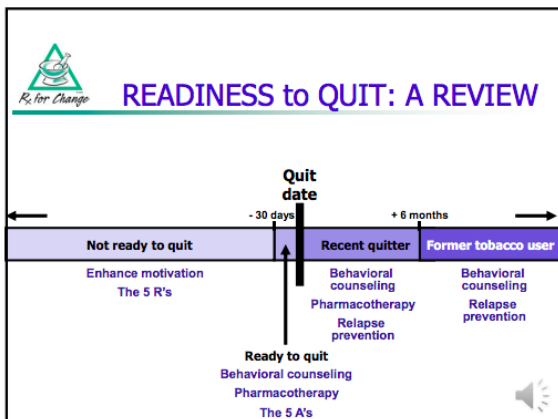 Rx for Change
READINESS to QUIT: A REVIEW
Quit
date
- 30 days
+ 6 months
Not ready to quit
Recent quitter
Former tobacco user
Enhance motivation
The 5 R's
Behavioral
counseling
Pharmacotherapy
Relapse
prevention
Behavioral
counseling
Relapse
prevention
Ready to quit
Behavioral counseling
Pharmacotherapy
The 5 A's